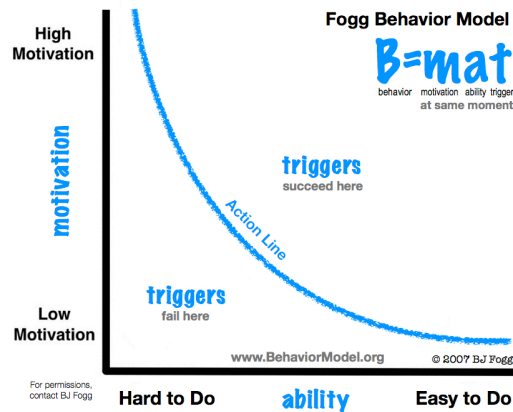 Fogg Behavior Model
High
Motivation
B=mat
behavior motivation ability trigger
at same moment
motivation
triggers
succeed here
Action Line
triggers
fail here
Low
Motivation
www.BehaviorModel.org
© 2007 BJ Fogg
For permissions,
contact BJ Fogg
Hard to Do
ability
Easy to Do